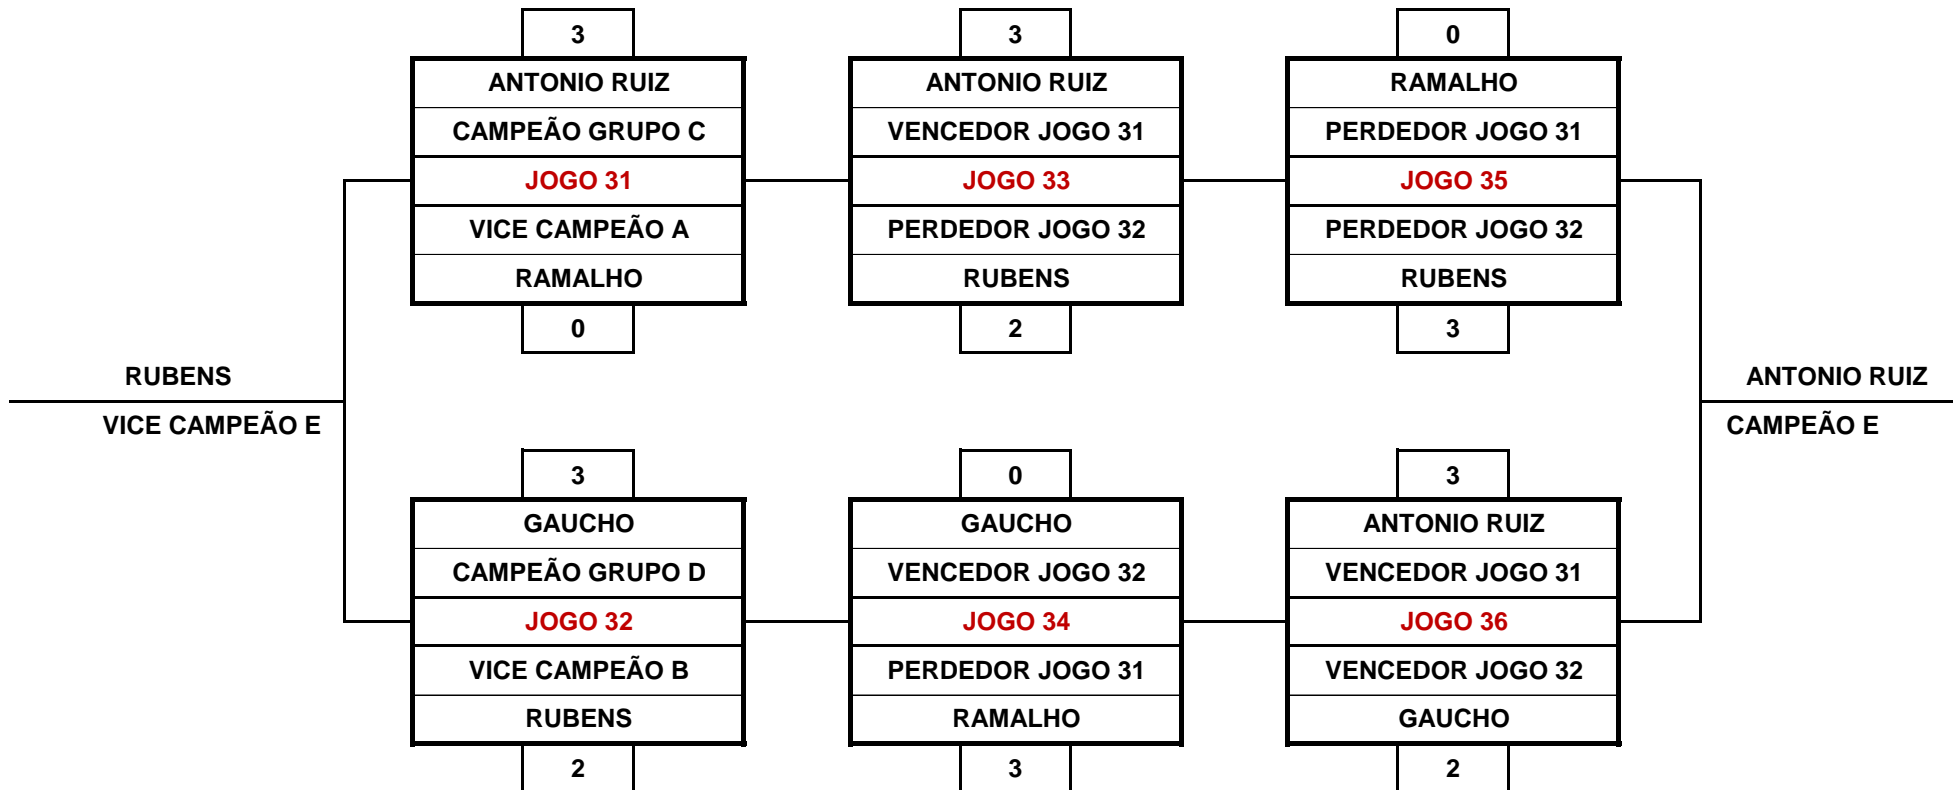 3
ANTONIO RUIZ
CAMPEÃO GRUPO C
JOGO 31
VICE CAMPEÃO A
RAMALHO
0
3
ANTONIO RUIZ
VENCEDOR JOGO 31
JOGO 33
PERDEDOR JOGO 32
RUBENS
2
0
RAMALHO
PERDEDOR JOGO 31
JOGO 35
PERDEDOR JOGO 32
RUBENS
3
RUBENS
VICE CAMPEÃO E
ANTONIO RUIZ
CAMPEÃO E
3
GAUCHO
CAMPEÃO GRUPO D
JOGO 32
VICE CAMPEÃO B
RUBENS
2
0
GAUCHO
VENCEDOR JOGO 32
JOGO 34
PERDEDOR JOGO 31
RAMALHO
3
3
ANTONIO RUIZ
VENCEDOR JOGO 31
JOGO 36
VENCEDOR JOGO 32
GAUCHO
2